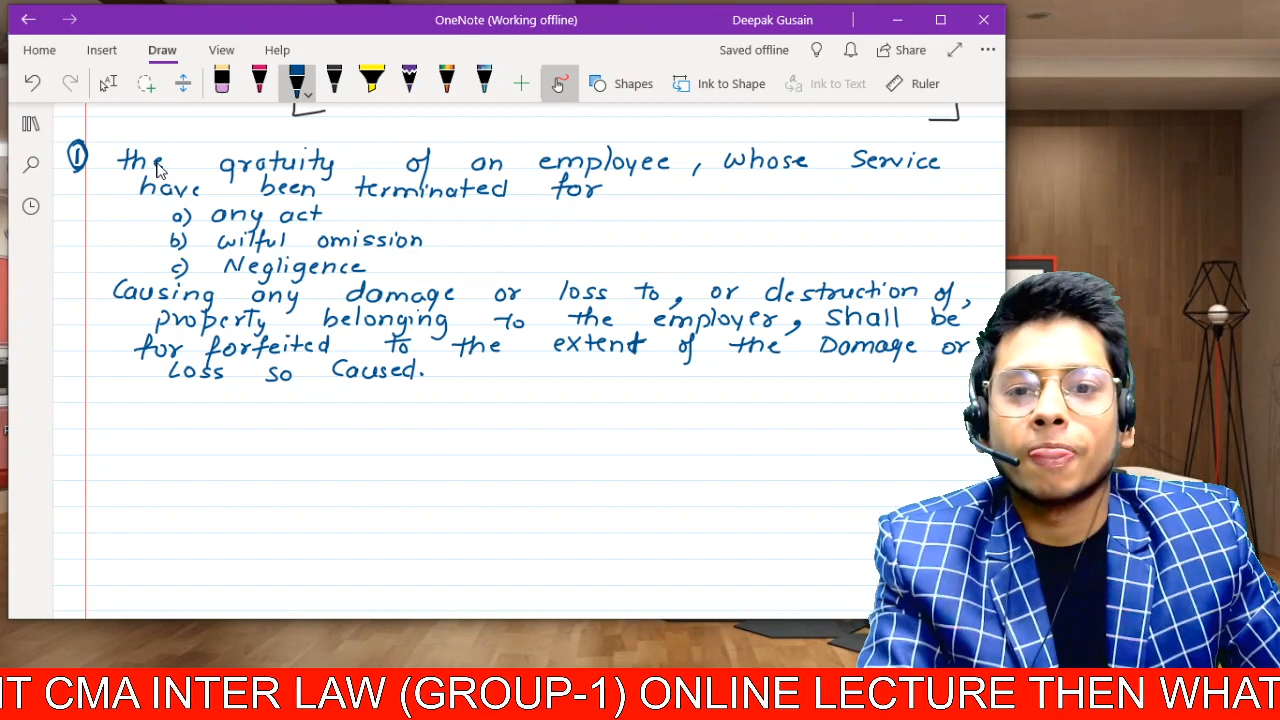 OneNote (Working offline)
Deepak Gusain
Home Insert Draw View Help
Saved offline
Share
Shapes
Ink to Shape
Ink to Text
Ruler
① the gratuity of an employee, whose Service
have been terminated for
a) any act
b) wilful omission
c) Negligence
Causing any damage or loss to, or destruction of,
property belonging to the employer, shall be
for forfeited to the extent of the Damage or
Loss so Caused.
IT CMA INTER LAW (GROUP-1) ONLINE LECTURE THEN WHAT